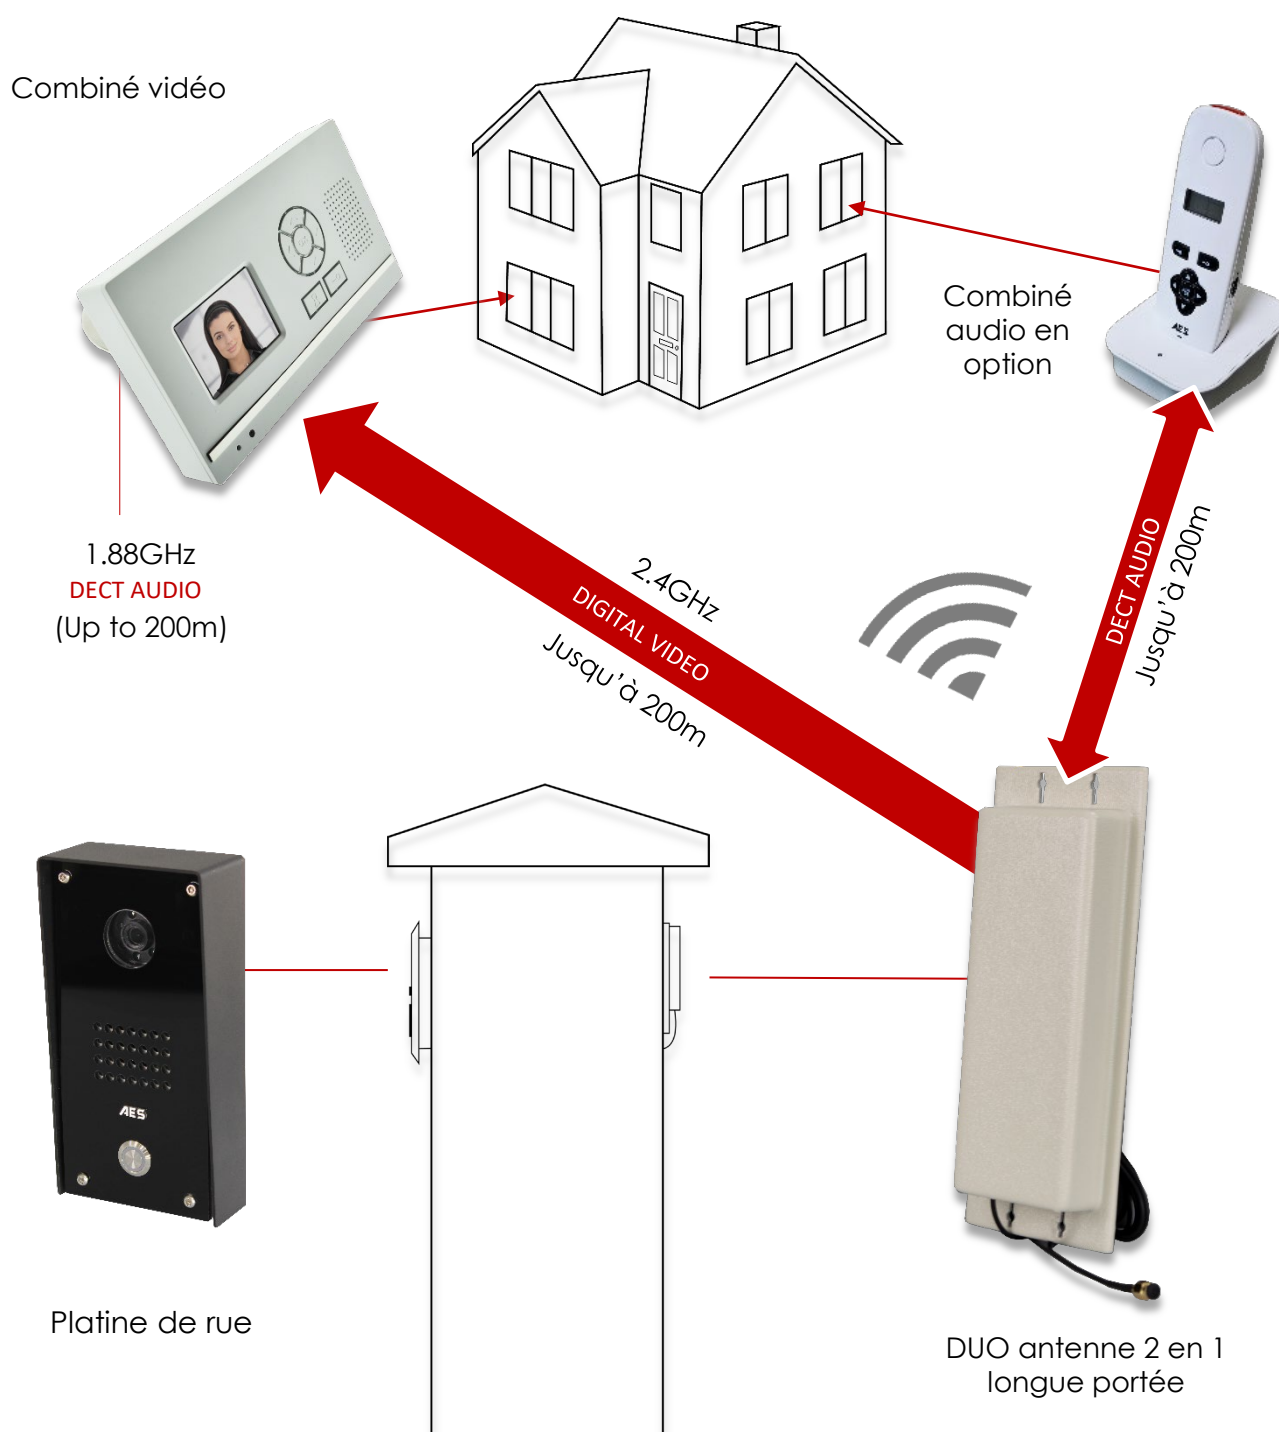 Combiné vidéo
Combiné
audio en
option
AES
1.88GHz
DECT AUDIO
(Up to 200m)
2.4GHz
DIGITAL VIDEO
Jusqu'à 200m
DECT AUDIO
Jusqu'à 200m
AES
Platine de rue
DUO antenne 2 en 1
longue portée